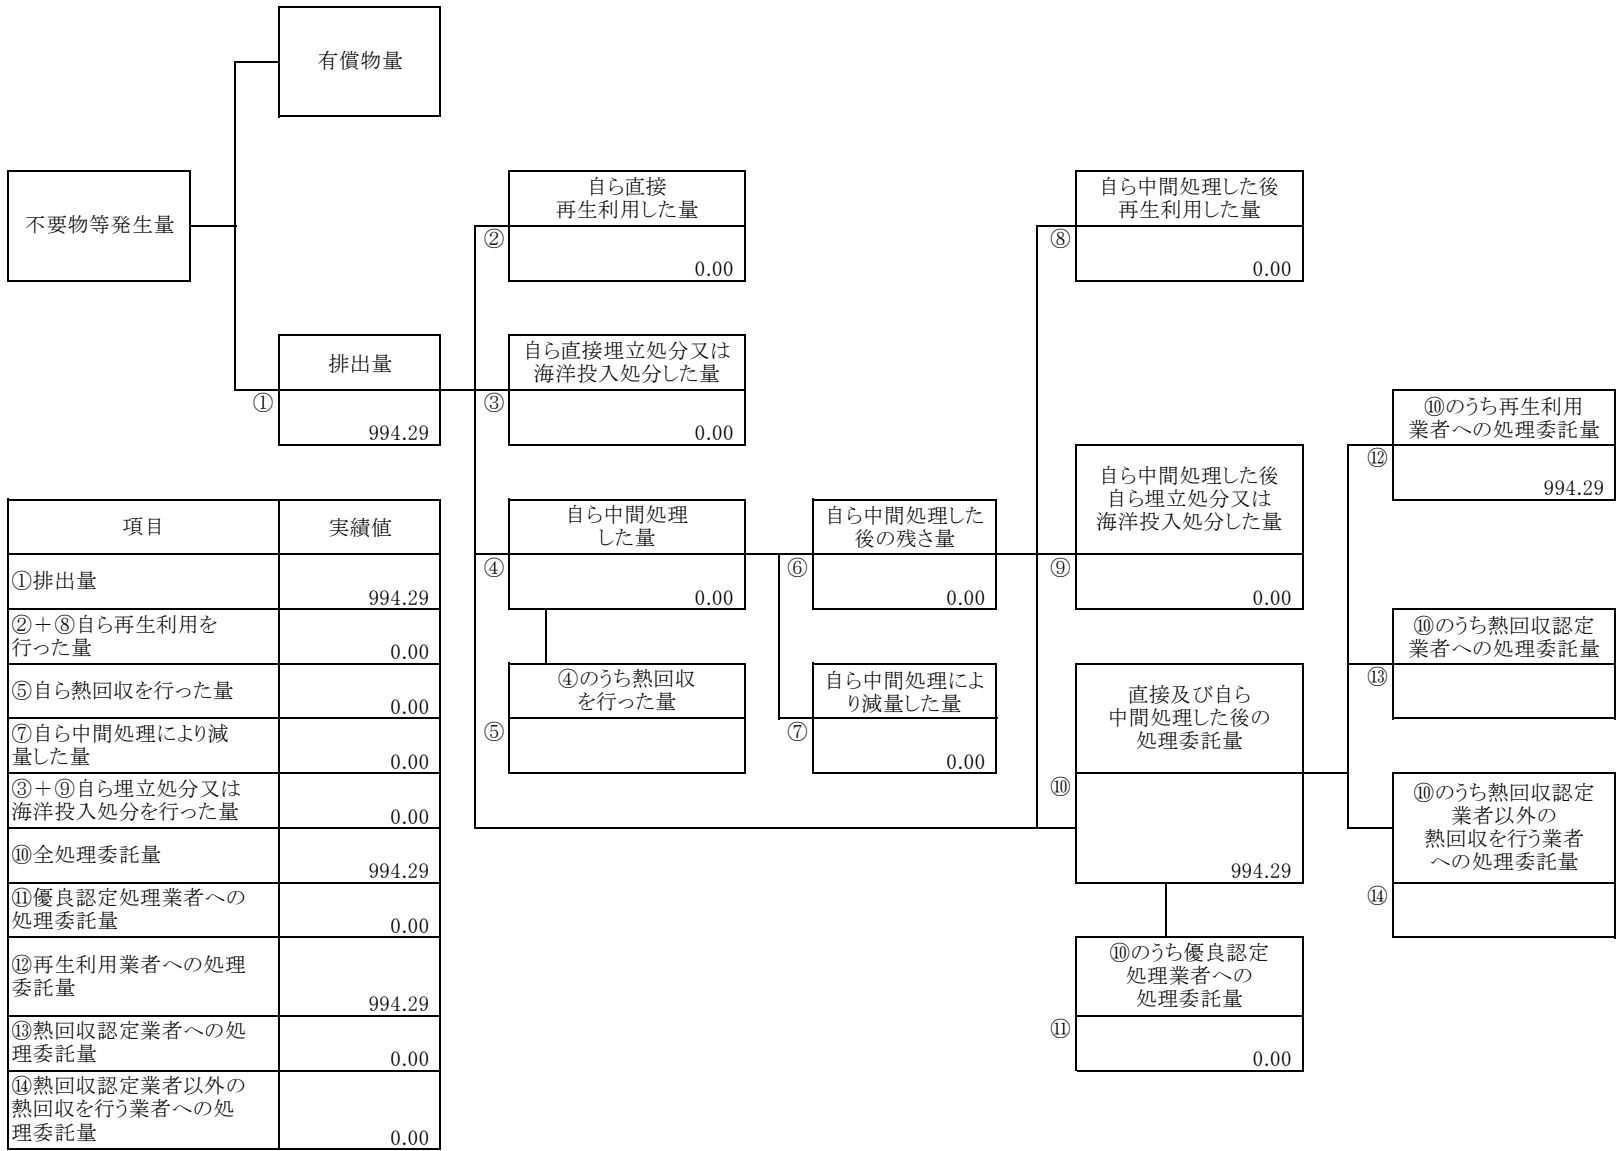 有償物量
不要物等発生量
排出量
①
994.29
自ら直接
再生利用した量
②
0.00
自ら直接埋立処分又は
海洋投入処分した量
③
0.00
自ら中間処理
した量
④
0.00
④のうち熱回収
を行った量
⑤
自ら中間処理した
後の残さ量
⑥
0.00
自ら中間処理によ
り減量した量
⑦
0.00
自ら中間処理した後
再生利用した量
⑧
0.00
自ら中間処理した後
自ら埋立処分又は
海洋投入処分した量
⑨
0.00
直接及び自ら
中間処理した後の
処理委託量
⑩
994.29
⑩のうち優良認定
処理業者への
処理委託量
⑪
0.00
⑩のうち再生利用
業者への処理委託量
⑫
994.29
⑩のうち熱回収認定
業者への処理委託量
⑬
⑩のうち熱回収認定
業者以外の
熱回収を行う業者
への処理委託量
⑭
項目 実績値
①排出量
994.29
②＋⑧自ら再生利用を
行った量
0.00
⑤自ら熱回収を行った量
0.00
⑦自ら中間処理により減
量した量
0.00
③＋⑨自ら埋立処分又は
海洋投入処分を行った量
0.00
⑩全処理委託量
994.29
⑪優良認定処理業者への
処理委託量
0.00
⑫再生利用業者への処理
委託量
994.29
⑬熱回収認定業者への処
理委託量
0.00
⑭熱回収認定業者以外の
熱回収を行う業者への処
理委託量
0.00